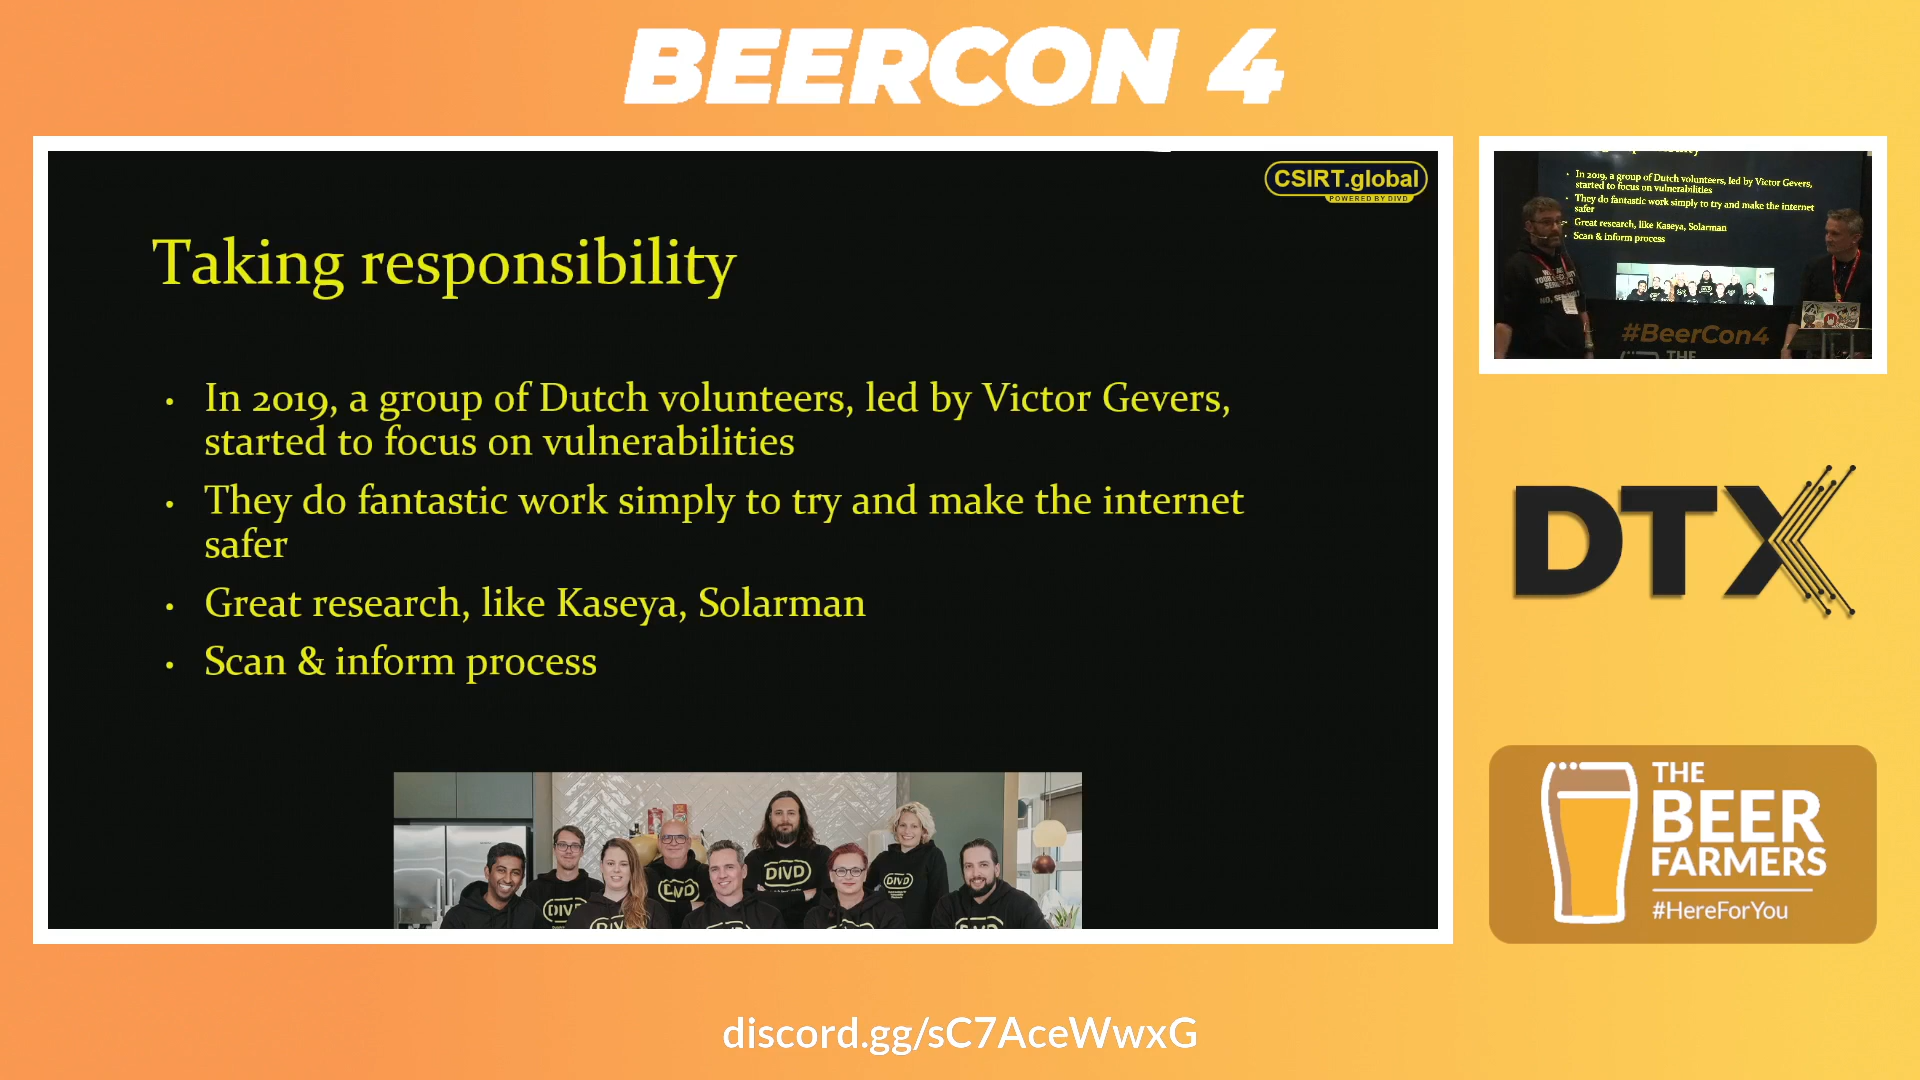 BEERCON 4
CSIRT.global
POWERED BY DIVD
Taking responsibility
• In 2019, a group of Dutch volunteers, led by Victor Gevers,
started to focus on vulnerabilities
• They do fantastic work simply to try and make the internet
safer
• Great research, like Kaseya, Solarman
• Scan & inform process
DIVD
DIVD
DIVD
DIVD
• In 2019, a group of Dutch volunteers, led by Victor Gevers,
started to focus on vulnerabilities
• They do fantastic work simply to try and make the internet
safer
Great research, like Kaseya, Solarman
Scan & inform process
#BeerCon4
THE
DTX
THE
BEER
FARMERS
#HereForYou
discord.gg/sC7AceWwxG